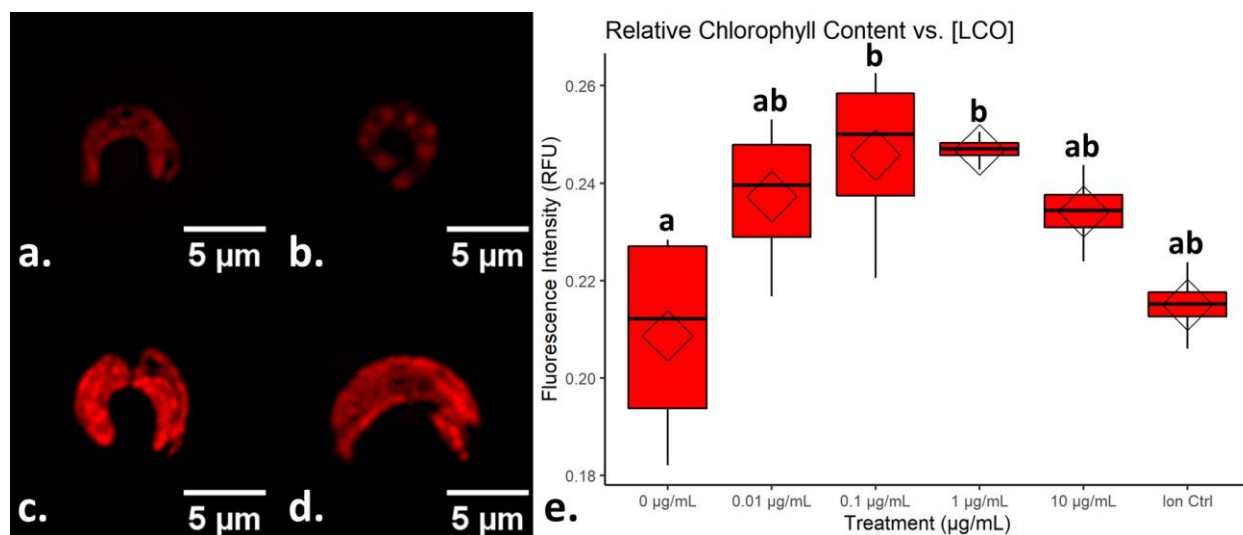 a.
5 µm
b.
5 µm
c.
5 µm
d.
5 µm
e.
Relative Chlorophyll Content vs. [LCO]
Fluorescence Intensity (RFU)
0.26
0.24
0.22
0.20
0.18
a
ab
b
b
ab
ab
0 µg/mL
0.01 µg/mL
0.1 µg/mL
1 µg/mL
10 µg/mL
Ion Ctrl
Treatment (µg/mL)